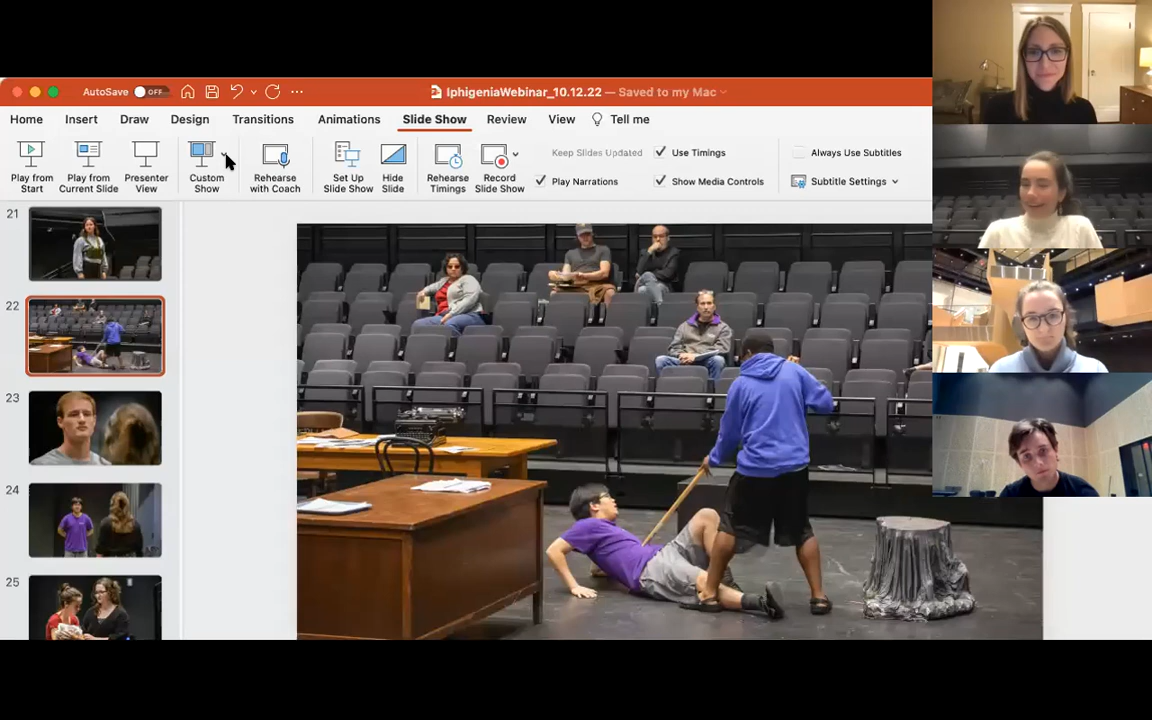 AutoSave OFF
IphigeniaWebinar_10.12.22 — Saved to my Mac
Home Insert Draw Design Transitions Animations Slide Show Review View Tell me
Play from Start
Play from Current Slide
Presenter View
Custom Show
Rehearse with Coach
Set Up Slide Show
Hide Slide
Rehearse Timings
Record Slide Show
Keep Slides Updated
Play Narrations
Use Timings
Show Media Controls
Always Use Subtitles
Subtitle Settings
21
22
23
24
25